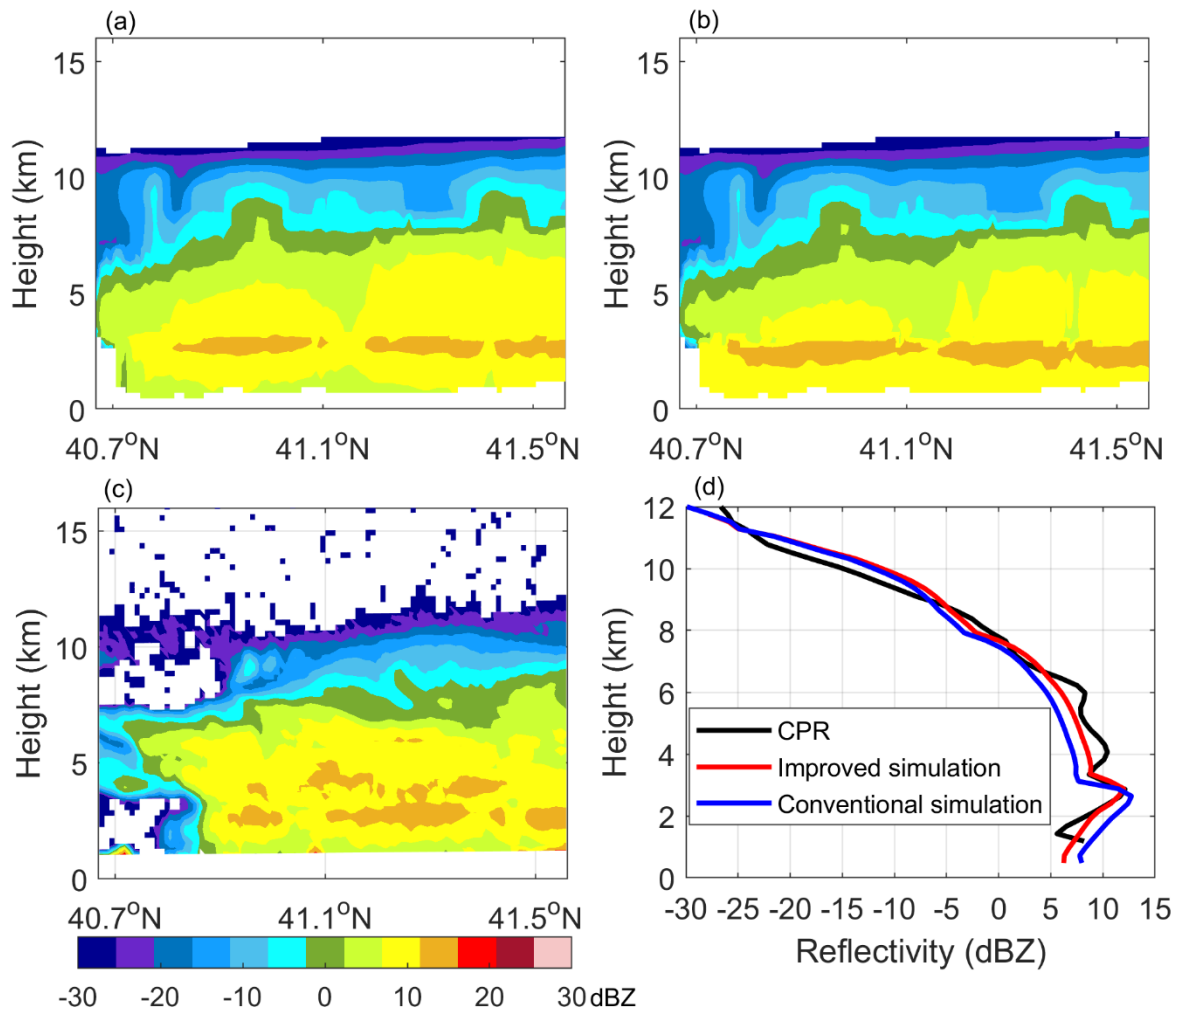 (a)
15
10
5
0
Height (km)
40.7°N 41.1°N 41.5°N
(b)
15
10
5
0
Height (km)
40.7°N 41.1°N 41.5°N
(c)
15
10
5
0
Height (km)
40.7°N 41.1°N 41.5°N
-30 -20 -10 0 10 20 30 dBZ
(d)
12
10
8
6
4
2
0
Height (km)
CPR
Improved simulation
Conventional simulation
-30 -25 -20 -15 -10 -5 0 5 10 15
Reflectivity (dBZ)